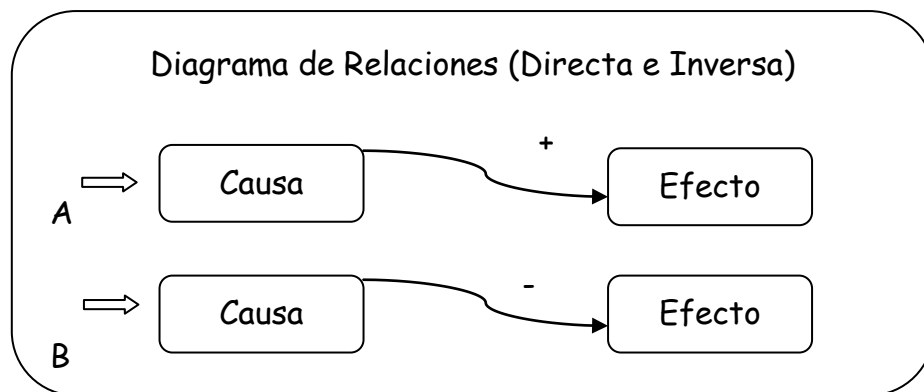 Diagrama de Relaciones (Directa e Inversa)
+
Causa
Efecto
A
-
Causa
Efecto
B